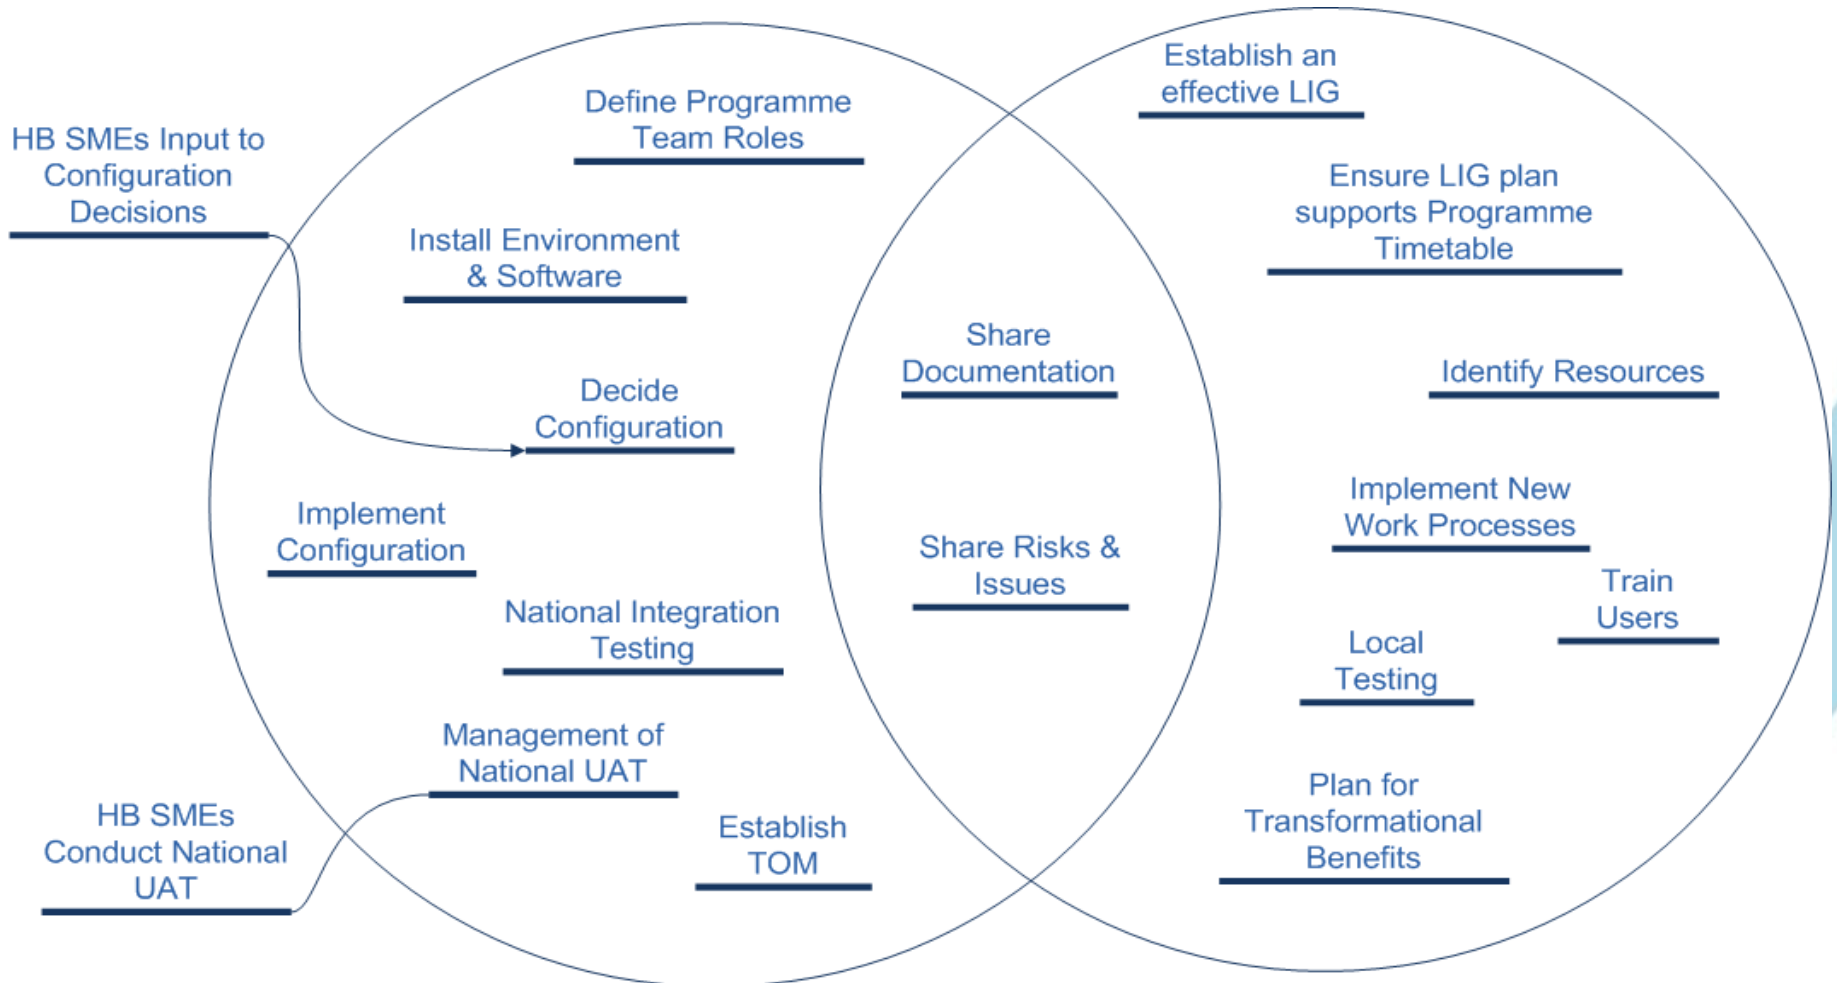 HB SMEs Input to
Configuration
Decisions
Define Programme
Team Roles
Install Environment
& Software
Decide
Configuration
Implement
Configuration
National Integration
Testing
Management of
National UAT
HB SMEs
Conduct National
UAT
Establish
TOM
Share
Documentation
Share Risks &
Issues
Establish an
effective LIG
Ensure LIG plan
supports Programme
Timetable
Identify Resources
Implement New
Work Processes
Train
Users
Local
Testing
Plan for
Transformational
Benefits